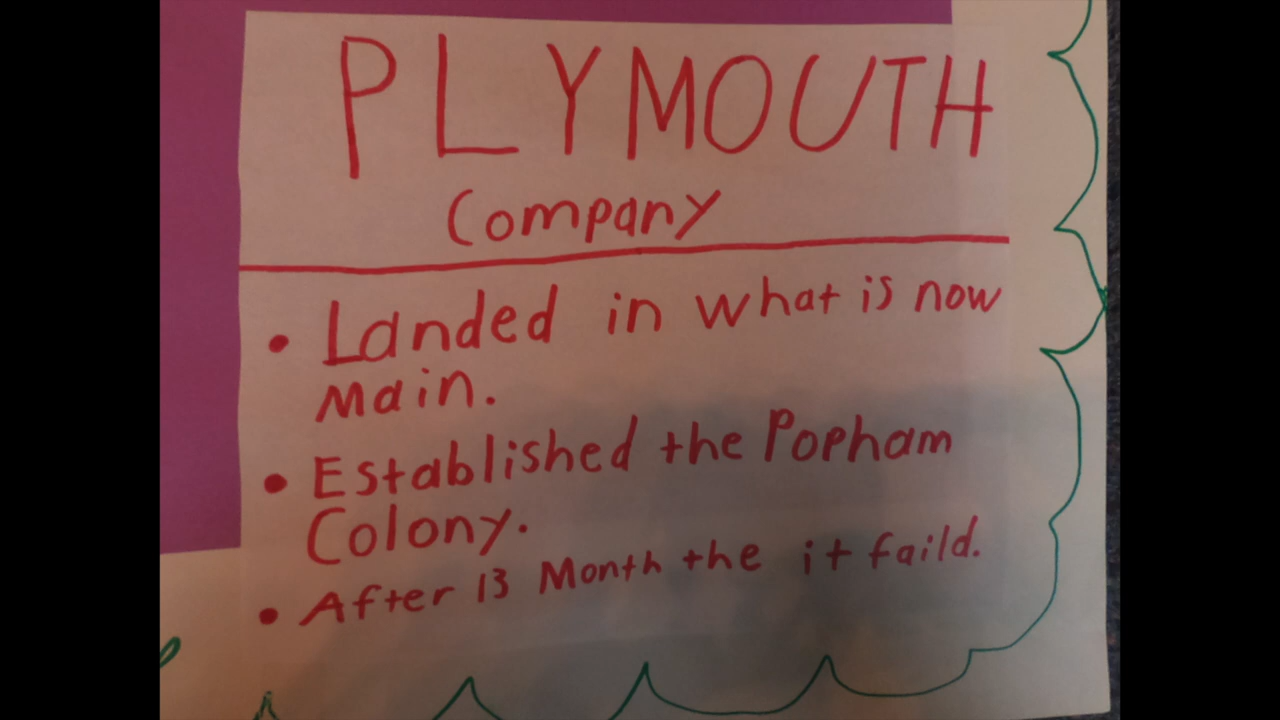 PLYMOUTH
Company
• Landed in what is now
Main.
• Established the Popham
Colony.
• After 13 Month the it faild.